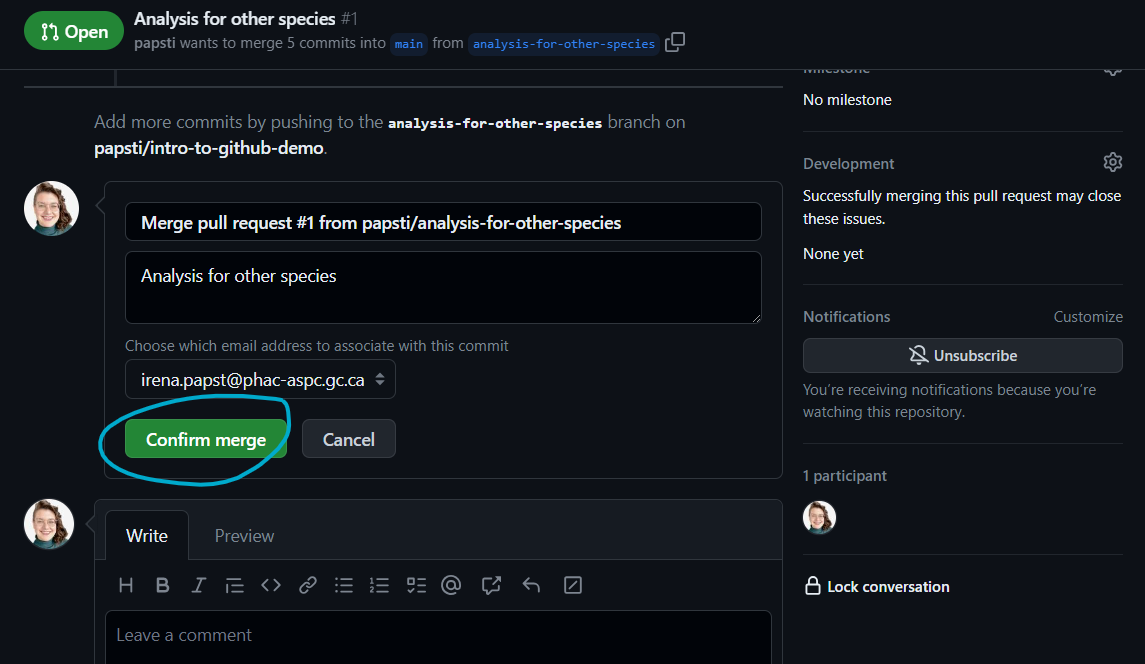 Open
Analysis for other species #1
papsti wants to merge 5 commits into main from analysis-for-other-species
Milestone
No milestone
Add more commits by pushing to the analysis-for-other-species branch on
papsti/intro-to-github-demo.
Merge pull request #1 from papsti/analysis-for-other-species
Analysis for other species
Choose which email address to associate with this commit
irena.papst@phac-aspc.gc.ca
Confirm merge Cancel
Development
Successfully merging this pull request may close
these issues.
None yet
Notifications Customize
Unsubscribe
You're receiving notifications because you're
watching this repository.
1 participant
Lock conversation
Write Preview
Leave a comment